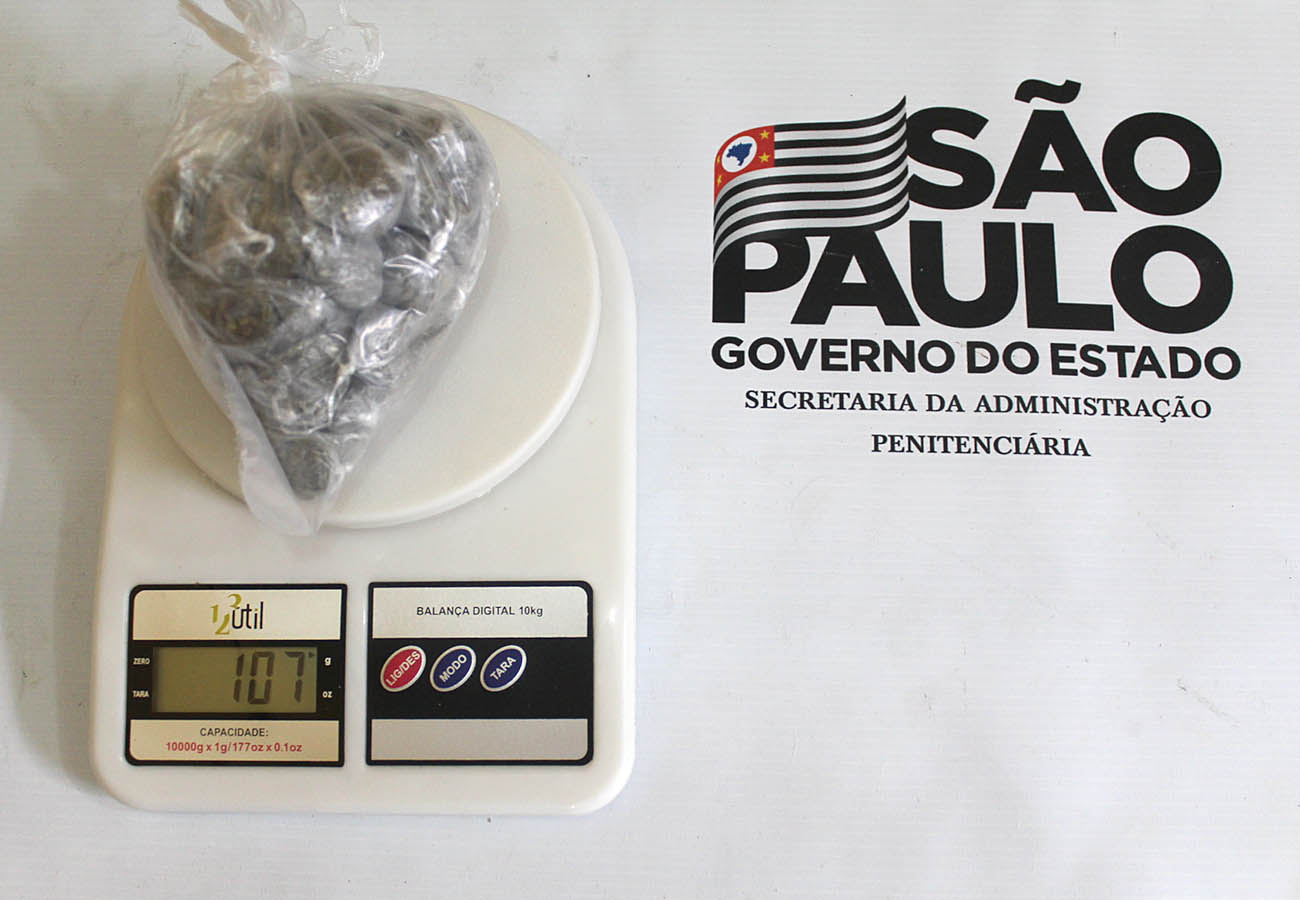 SÃO
PAULO
GOVERNO DO ESTADO
SECRETARIA DA ADMINISTRAÇÃO
PENITENCIÁRIA
123útil
ZERO
TARA
107
g
oz
CAPACIDADE:
10000g x 1g/177oz x 0.1oz
BALANÇA DIGITAL 10kg
LIG/DES MODO TARA